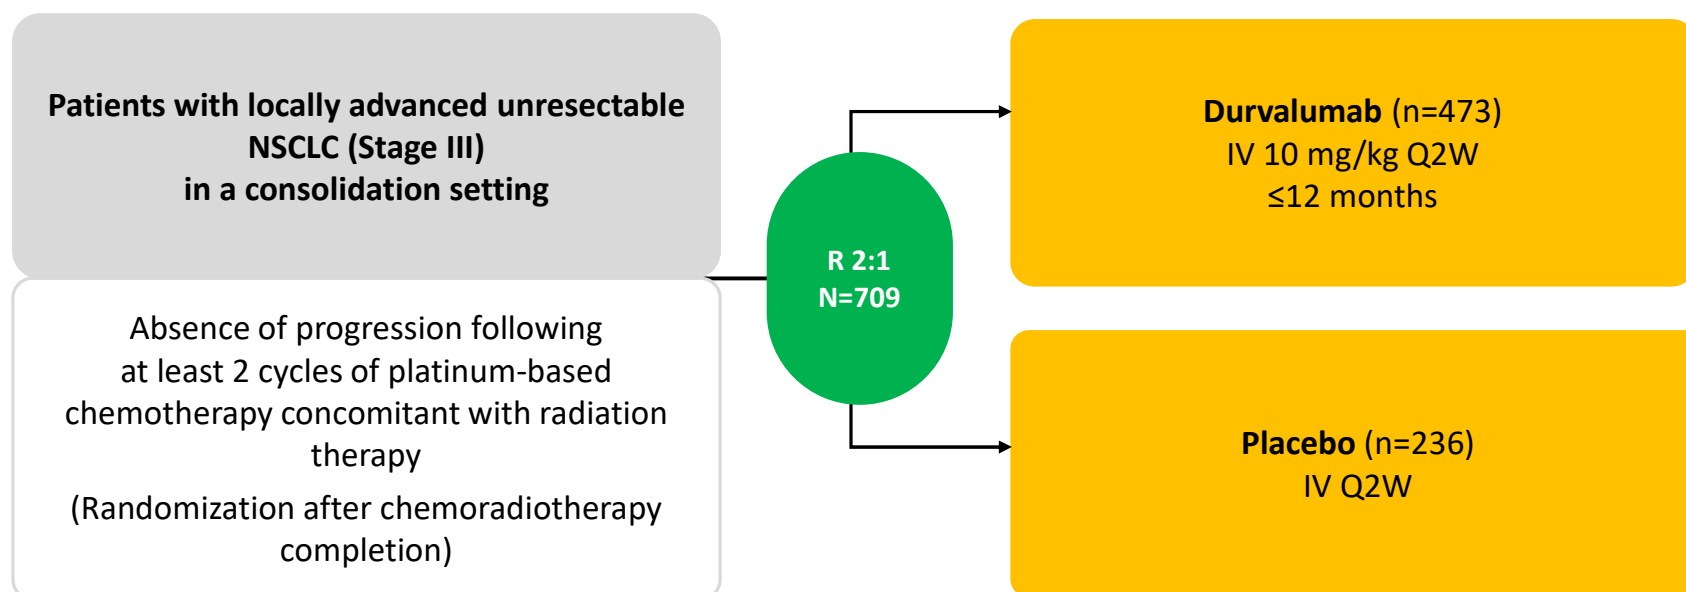 Patients with locally advanced unresectable
NSCLC (Stage III)
in a consolidation setting
Absence of progression following
at least 2 cycles of platinum-based
chemotherapy concomitant with radiation
therapy
(Randomization after chemoradiotherapy
completion)
R 2:1
N=709
Durvalumab (n=473)
IV 10 mg/kg Q2W
≤12 months
Placebo (n=236)
IV Q2W